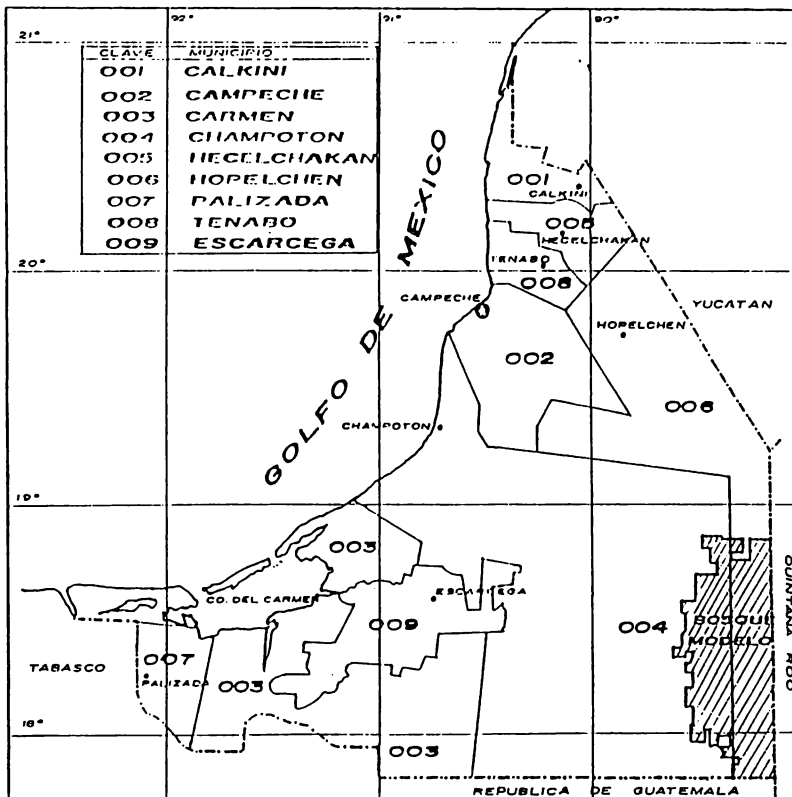 92°
91°
90°
21°
CLAVE MUNICIPIO
001 CALKINI
002 CAMPECHE
003 CARMEN
004 CHAMPOTON
005 HECELCHAKAN
006 HOPELCHEN
007 PALIZADA
008 TENABO
009 ESCARCEGA
GOLFO DE MEXICO
001
CALKINI
005
HECELCHAKAN
TENABO
20°
008
CAMPECHE
YUCATAN
HOPELCHEN
002
006
CHAMPOTON
19°
003
QUINTANA ROO
CD. DEL CARMEN
ESCARCEGA
009
004
BOSQUE
MODELO
TABASCO
007
PALIZADA
003
18°
003
REPUBLICA DE GUATEMALA